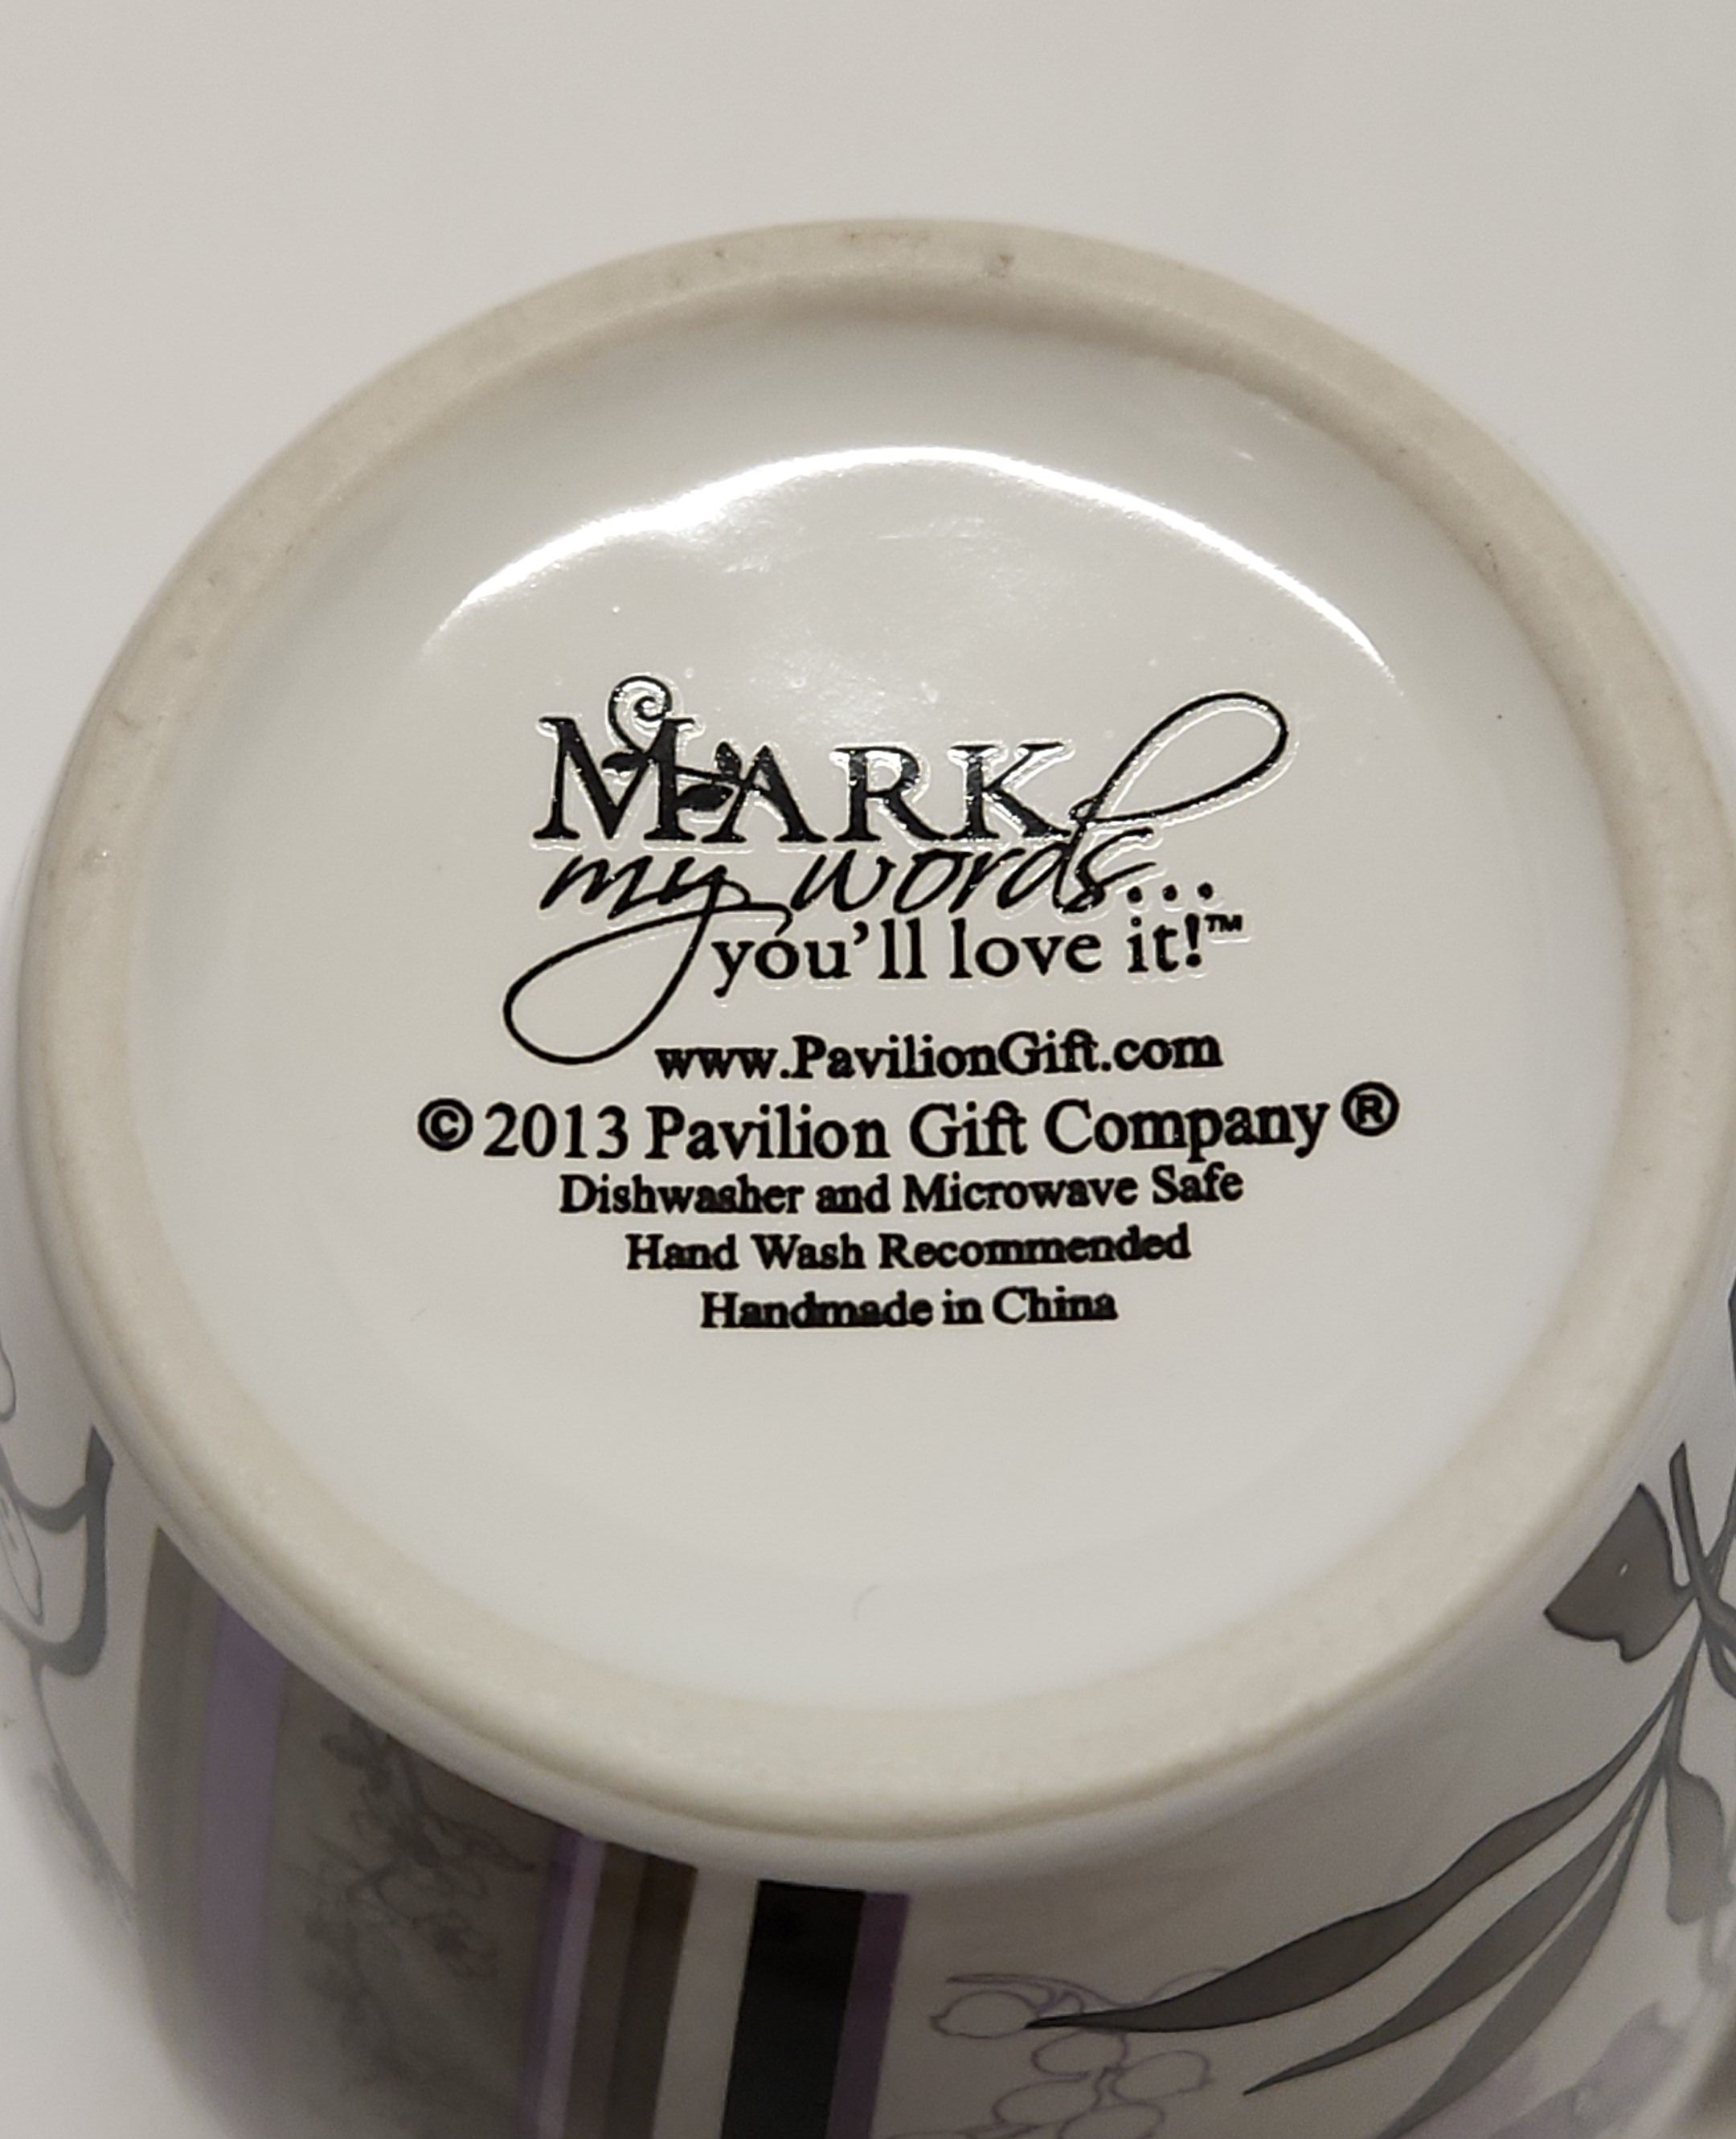 MARK
my words...
you'll love it!™
www.PavilionGift.com
© 2013 Pavilion Gift Company ®
Dishwasher and Microwave Safe
Hand Wash Recommended
Handmade in China